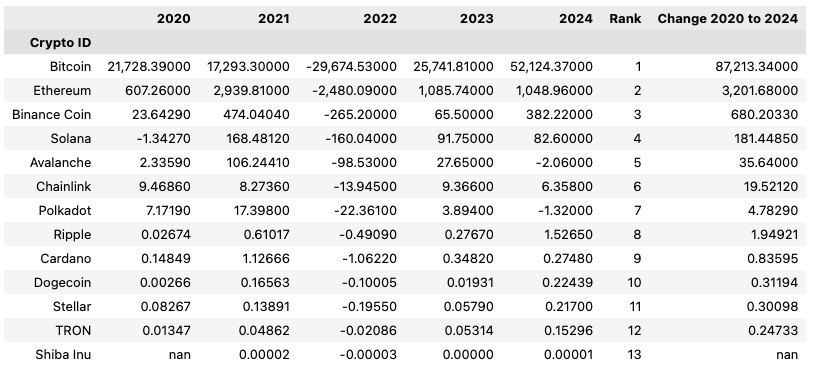 2020 2021 2022 2023 2024 Rank Change 2020 to 2024
Crypto ID
Bitcoin 21,728.39000 17,293.30000 -29,674.53000 25,741.81000 52,124.37000 1 87,213.34000
Ethereum 607.26000 2,939.81000 -2,480.09000 1,085.74000 1,048.96000 2 3,201.68000
Binance Coin 23.64290 474.04040 -265.20000 65.50000 382.22000 3 680.20330
Solana -1.34270 168.48120 -160.04000 91.75000 82.60000 4 181.44850
Avalanche 2.33590 106.24410 -98.53000 27.65000 -2.06000 5 35.64000
Chainlink 9.46860 8.27360 -13.94500 9.36600 6.35800 6 19.52120
Polkadot 7.17190 17.39800 -22.36100 3.89400 -1.32000 7 4.78290
Ripple 0.02674 0.61017 -0.49090 0.27670 1.52650 8 1.94921
Cardano 0.14849 1.12666 -1.06220 0.34820 0.27480 9 0.83595
Dogecoin 0.00266 0.16563 -0.10005 0.01931 0.22439 10 0.31194
Stellar 0.08267 0.13891 -0.19550 0.05790 0.21700 11 0.30098
TRON 0.01347 0.04862 -0.02086 0.05314 0.15296 12 0.24733
Shiba Inu nan 0.00002 -0.00003 0.00000 0.00001 13 nan